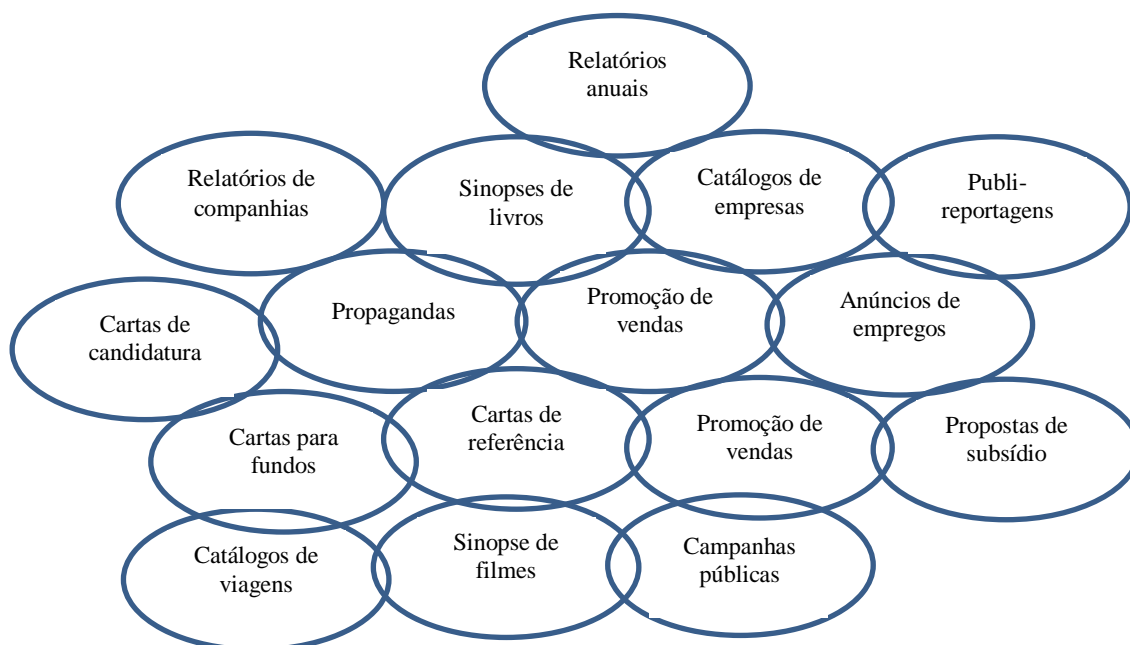 Relatórios
anuais
Relatórios de
companhias
Sinopses de
livros
Catálogos de
empresas
Publi-
reportagens
Cartas de
candidatura
Propagandas
Promoção de
vendas
Anúncios de
empregos
Cartas para
fundos
Cartas de
referência
Promoção de
vendas
Propostas de
subsídio
Catálogos de
viagens
Sinopse de
filmes
Campanhas
públicas